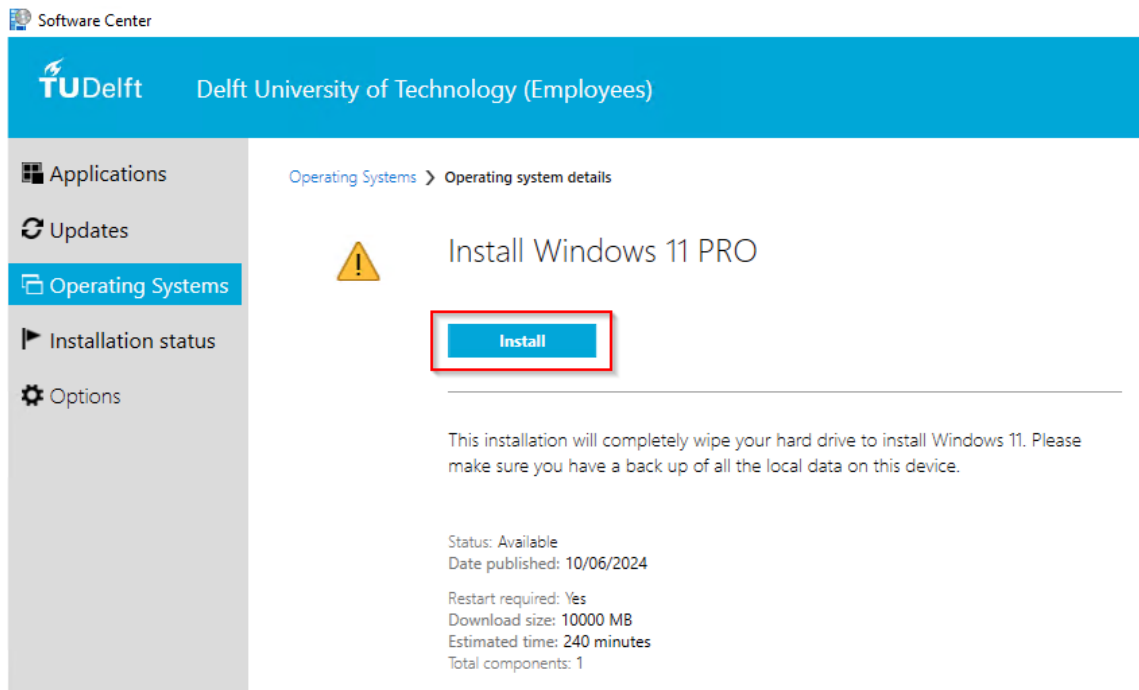 Software Center
TUDelft
Delft University of Technology (Employees)
Applications
Updates
Operating Systems
Installation status
Options
Operating Systems ❯ Operating system details
Install Windows 11 PRO
Install
This installation will completely wipe your hard drive to install Windows 11. Please
make sure you have a back up of all the local data on this device.
Status: Available
Date published: 10/06/2024
Restart required: Yes
Download size: 10000 MB
Estimated time: 240 minutes
Total components: 1